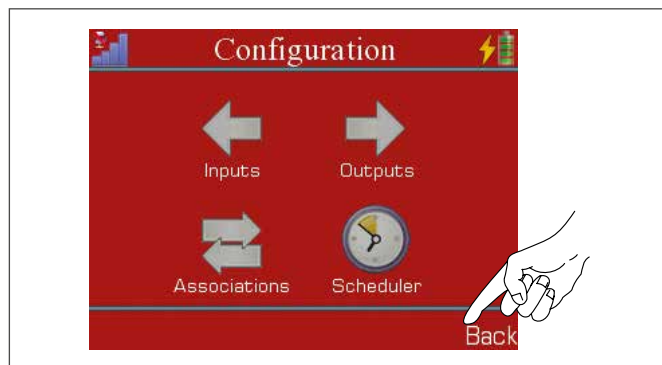 Configuration
Inputs
Outputs
Associations
Scheduler
Back